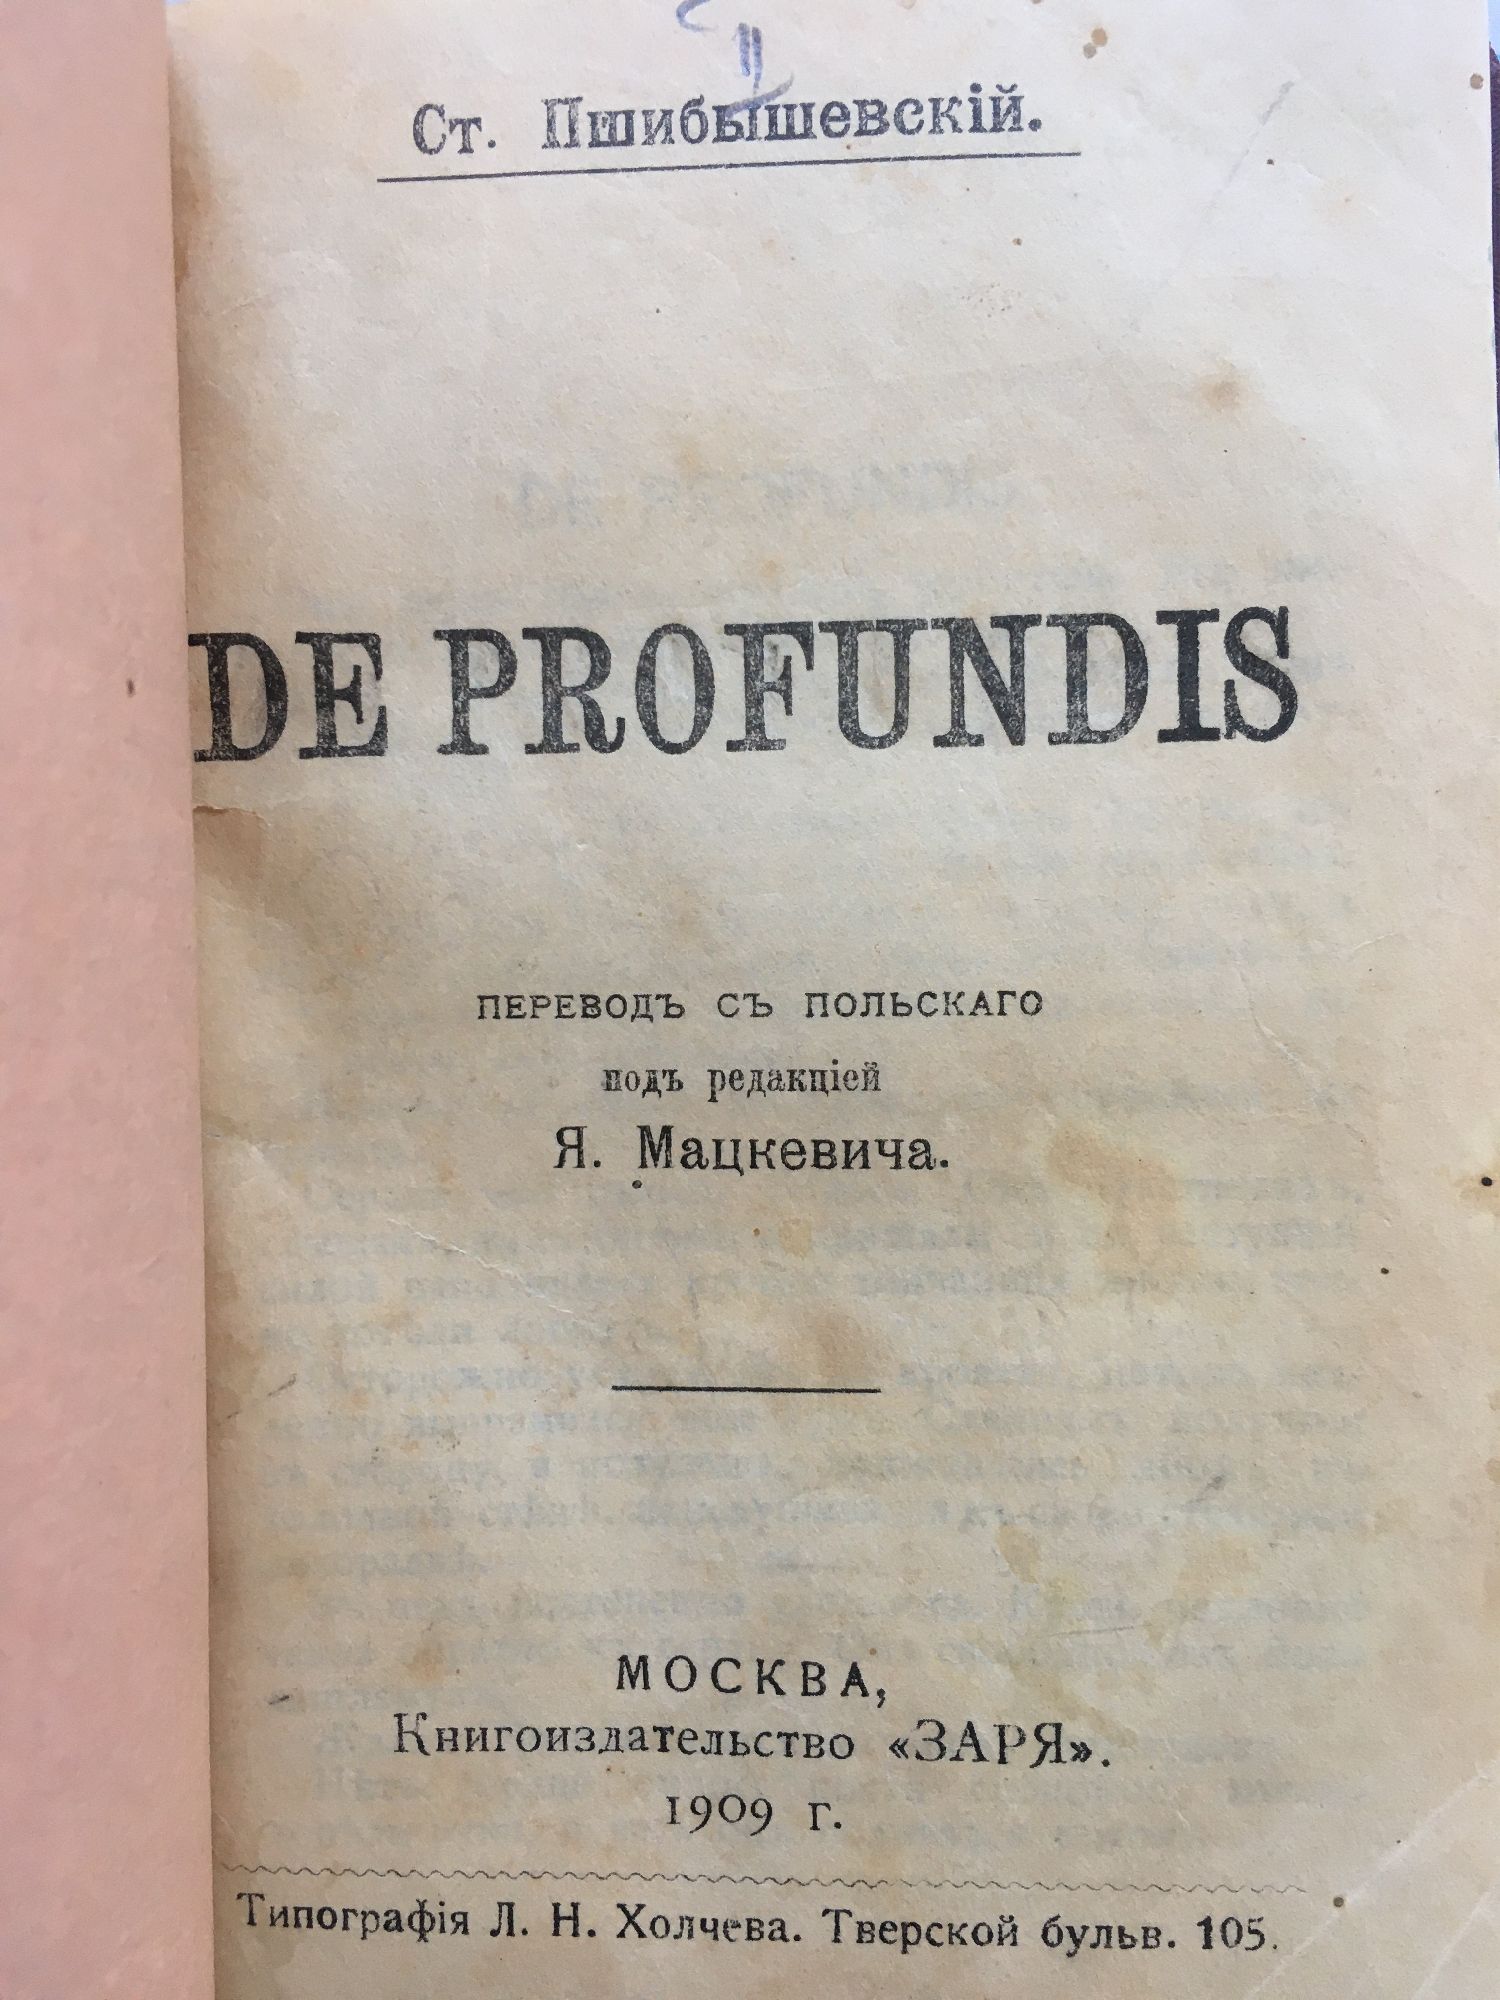 Ст. Пшибышевскій.
DE PROFUNDIS
ПЕРЕВОДЪ СЪ ПОЛЬСКАГО
подъ редакціей
Я. Мацкевича.
МОСКВА,
Книгоиздательство «ЗАРЯ».
1909 г.
Типографія Л. Н. Холчева. Тверской бульв. 105.